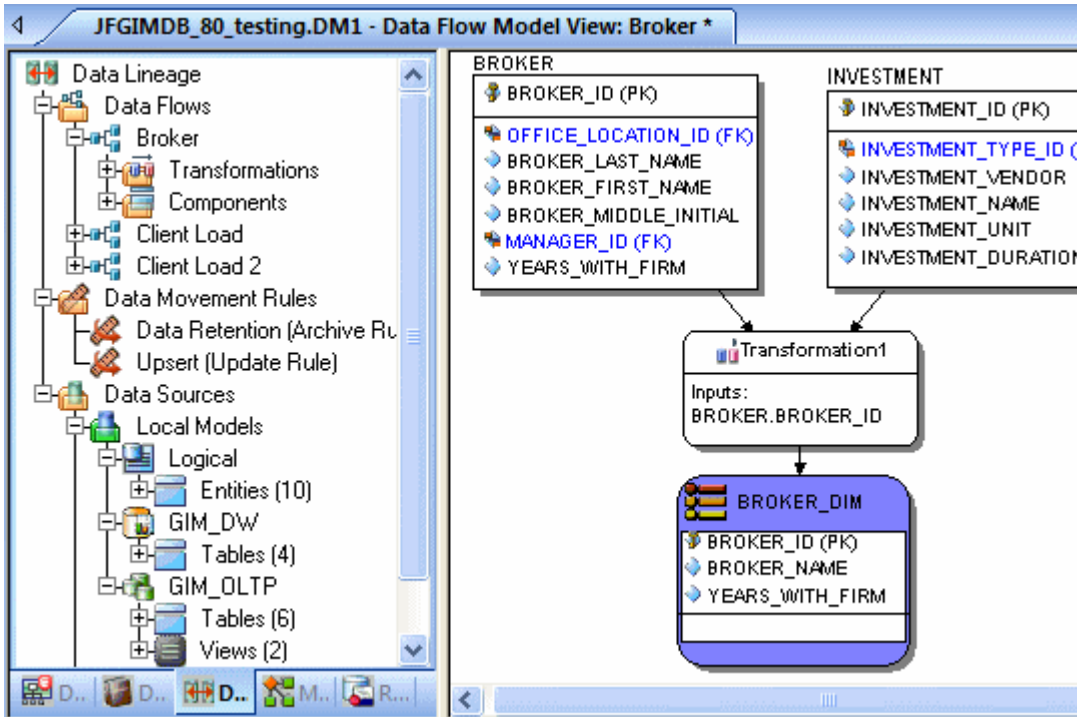 JFGIMDB_80_testing.DM1 - Data Flow Model View: Broker *
Data Lineage
Data Flows
Broker
Transformations
Components
Client Load
Client Load 2
Data Movement Rules
Data Retention (Archive Ru
Upsert (Update Rule)
Data Sources
Local Models
Logical
Entities (10)
GIM_DW
Tables (4)
GIM_OLTP
Tables (6)
Views (2)
D.. D.. D.. M.. R...
BROKER
BROKER_ID (PK)
OFFICE_LOCATION_ID (FK)
BROKER_LAST_NAME
BROKER_FIRST_NAME
BROKER_MIDDLE_INITIAL
MANAGER_ID (FK)
YEARS_WITH_FIRM
INVESTMENT
INVESTMENT_ID (PK)
INVESTMENT_TYPE_ID (
INVESTMENT_VENDOR
INVESTMENT_NAME
INVESTMENT_UNIT
INVESTMENT_DURATION
Transformation1
Inputs:
BROKER.BROKER_ID
BROKER_DIM
BROKER_ID (PK)
BROKER_NAME
YEARS_WITH_FIRM